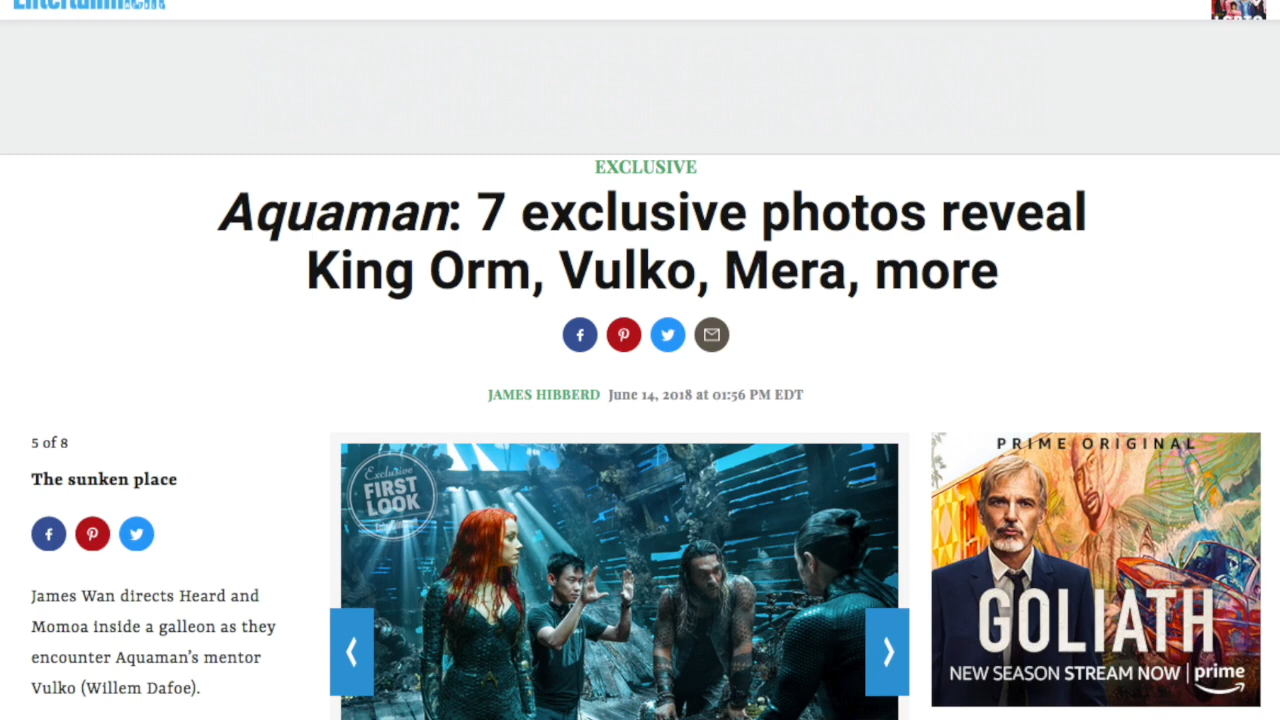 Entertainment
EXCLUSIVE
Aquaman: 7 exclusive photos reveal
King Orm, Vulko, Mera, more
JAMES HIBBERD June 14, 2018 at 01:56 PM EDT
5 of 8
The sunken place
James Wan directs Heard and
Momoa inside a galleon as they
encounter Aquaman’s mentor
Vulko (Willem Dafoe).
Exclusive
FIRST
LOOK
PRIME ORIGINAL
GOLIATH
NEW SEASON STREAM NOW | prime